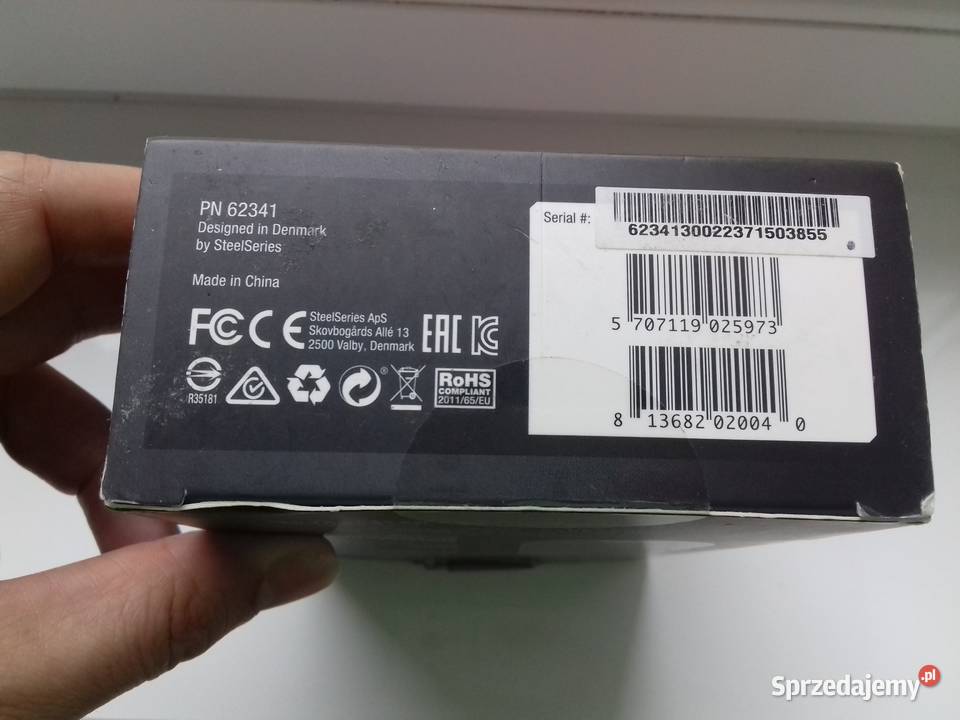 PN 62341
Designed in Denmark
by SteelSeries
Made in China
FC CE
SteelSeries ApS
Skovbogårds Allé 13
2500 Valby, Denmark
EAC
KC
R35181
RoHS
COMPLIANT
2011/65/EU
Serial #:
6234130022371503855
5 707119 025973
8 13682 02004 0
Sprzedajemy.pl